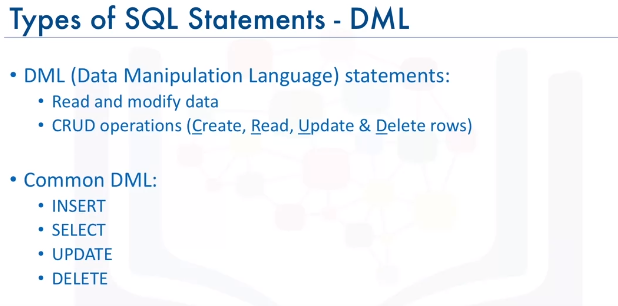 Types of SQL Statements - DML
• DML (Data Manipulation Language) statements:
• Read and modify data
• CRUD operations (Create, Read, Update & Delete rows)
• Common DML:
• INSERT
• SELECT
• UPDATE
• DELETE